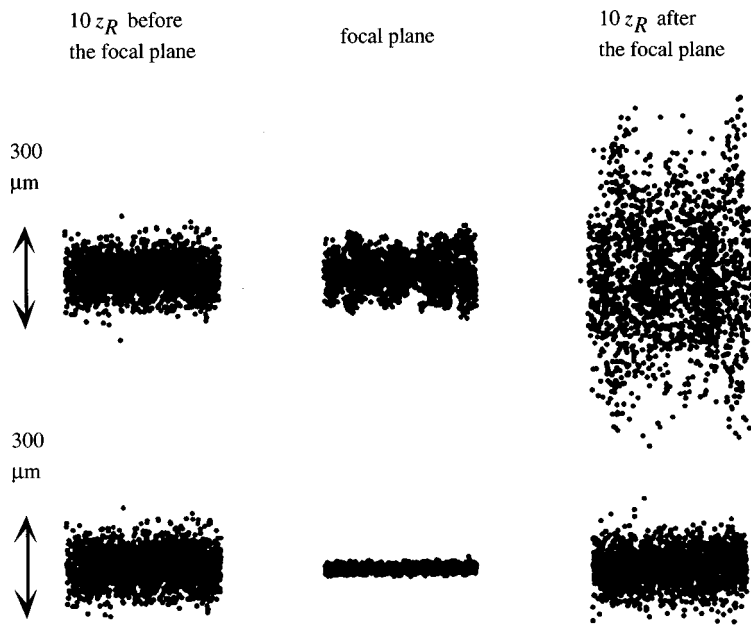 10 z_R before
the focal plane
focal plane
10 z_R after
the focal plane
300
μm
300
μm